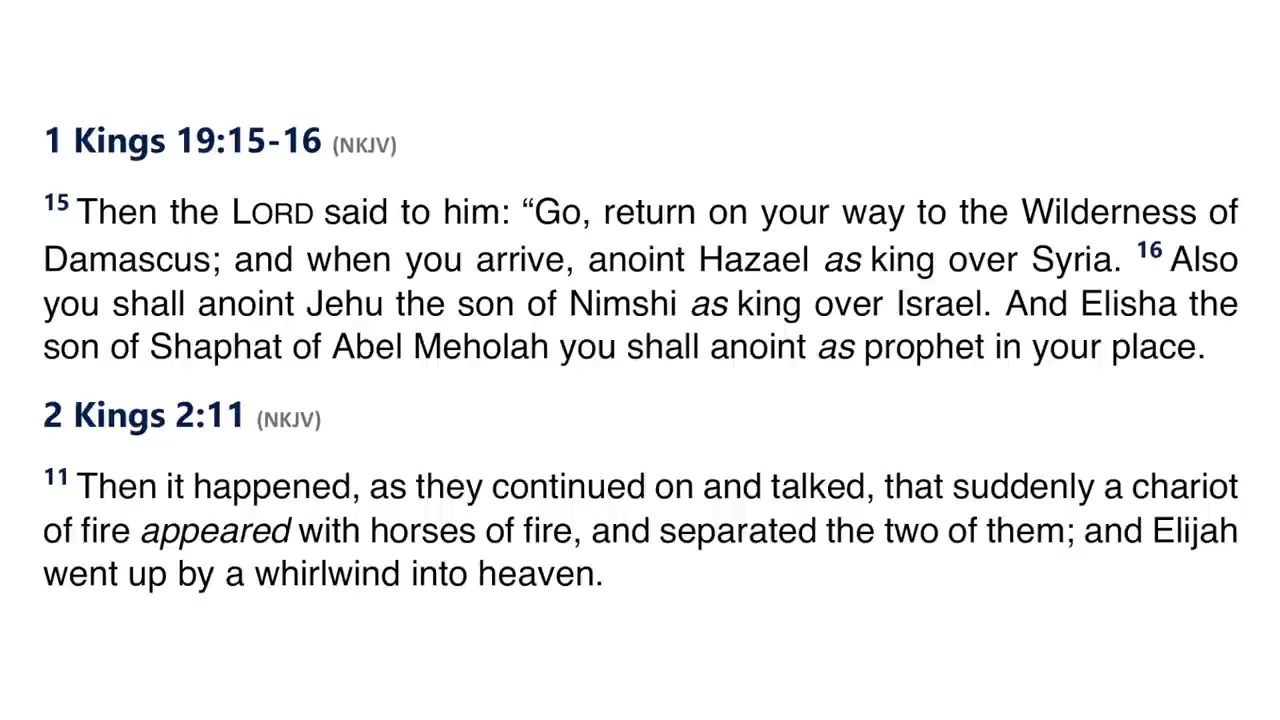 1 Kings 19:15-16 (NKJV)
15 Then the LORD said to him: “Go, return on your way to the Wilderness of
Damascus; and when you arrive, anoint Hazael as king over Syria. 16 Also
you shall anoint Jehu the son of Nimshi as king over Israel. And Elisha the
son of Shaphat of Abel Meholah you shall anoint as prophet in your place.
2 Kings 2:11 (NKJV)
11 Then it happened, as they continued on and talked, that suddenly a chariot
of fire appeared with horses of fire, and separated the two of them; and Elijah
went up by a whirlwind into heaven.